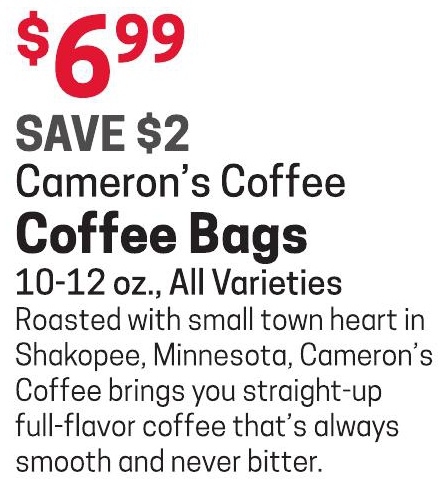 $6.99
SAVE $2
Cameron's Coffee
Coffee Bags
10-12 oz., All Varieties
Roasted with small town heart in
Shakopee, Minnesota, Cameron's
Coffee brings you straight-up
full-flavor coffee that's always
smooth and never bitter.